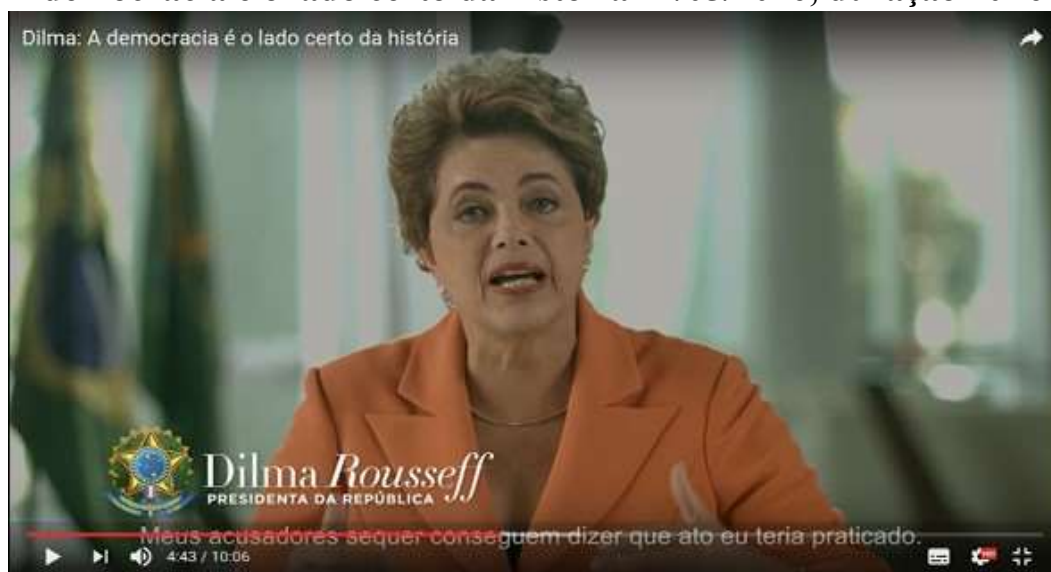 Dilma: A democracia é o lado certo da história
Dilma Rousseff
PRESIDENTA DA REPÚBLICA
Meus acusadores sequer conseguem dizer que ato eu teria praticado.
4:43 / 10:06